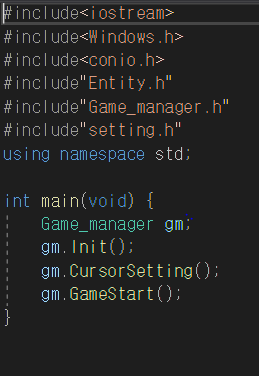 #include<iostream>
#include<Windows.h>
#include<conio.h>
#include"Entity.h"
#include"Game_manager.h"
#include"setting.h"
using namespace std;

int main(void) {
    Game_manager gm;
    gm.Init();
    gm.CursorSetting();
    gm.GameStart();
}